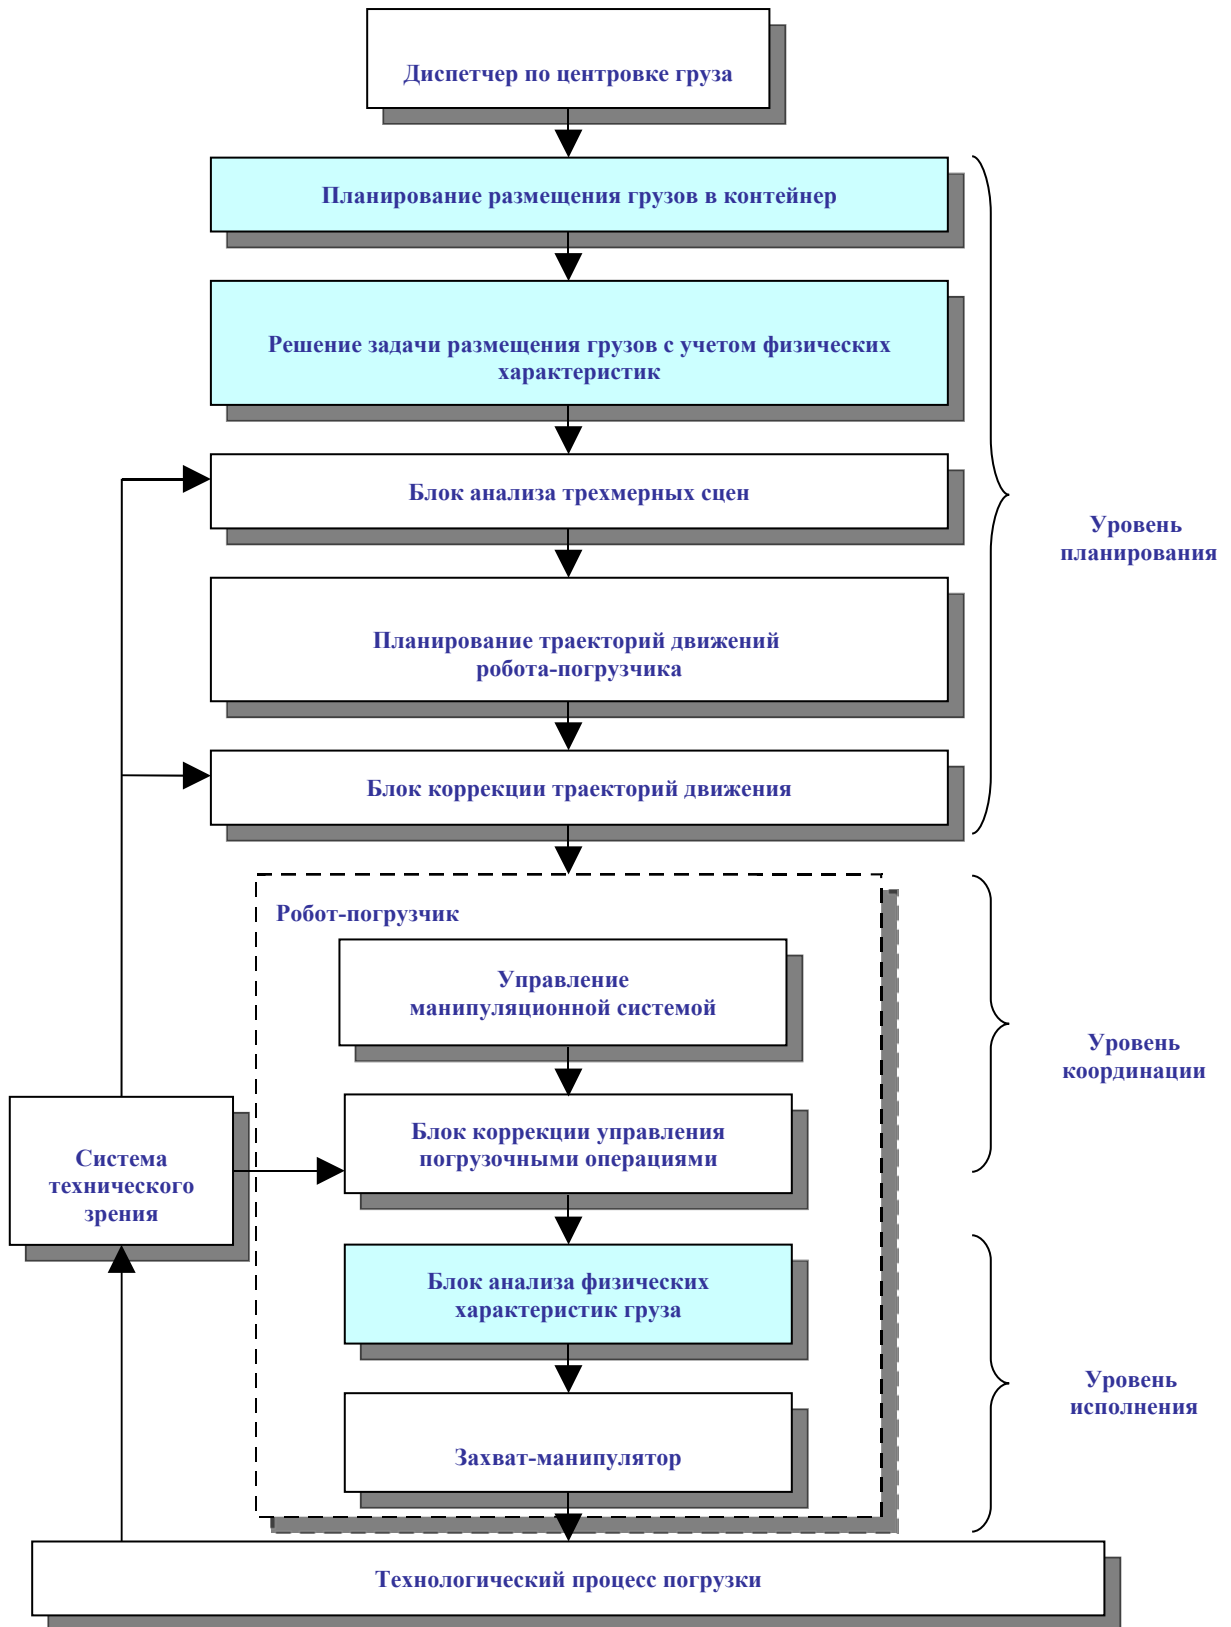 Диспетчер по центровке груза
Планирование размещения грузов в контейнер
Решение задачи размещения грузов с учетом физических
характеристик
Блок анализа трехмерных сцен
Уровень
планирования
Планирование траекторий движений
робота-погрузчика
Блок коррекции траекторий движения
Робот-погрузчик
Управление
манипуляционной системой
Уровень
координации
Блок коррекции управления
погрузочными операциями
Система
технического
зрения
Блок анализа физических
характеристик груза
Уровень
исполнения
Захват-манипулятор
Технологический процесс погрузки